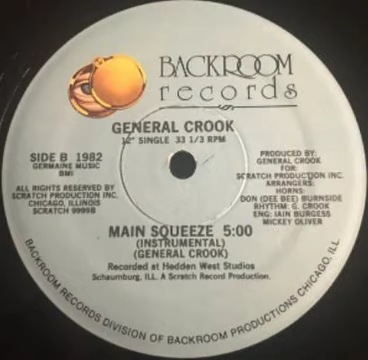 BACKROOM
records
GENERAL CROOK
12" SINGLE 33 1/3 RPM
SIDE B 1982
GERMAINE MUSIC
BMI
ALL RIGHTS RESERVED BY
SCRATCH PRODUCTION INC.
CHICAGO, ILLINOIS
SCRATCH 9999B
PRODUCED BY:
GENERAL CROOK
FOR:
SCRATCH PRODUCTION INC.
ARRANGERS:
HORNS:
DON (DEE BEE) BURNSIDE
RHYTHM: G. CROOK
ENG: IAIN BURGESS
MICKEY OLIVER
MAIN SQUEEZE 5:00
(INSTRUMENTAL)
(GENERAL CROOK)
Recorded at Hedden West Studios
Schaumburg, ILL. A Scratch Record Production.
BACKROOM RECORDS DIVISION OF BACKROOM PRODUCTIONS CHICAGO, ILL